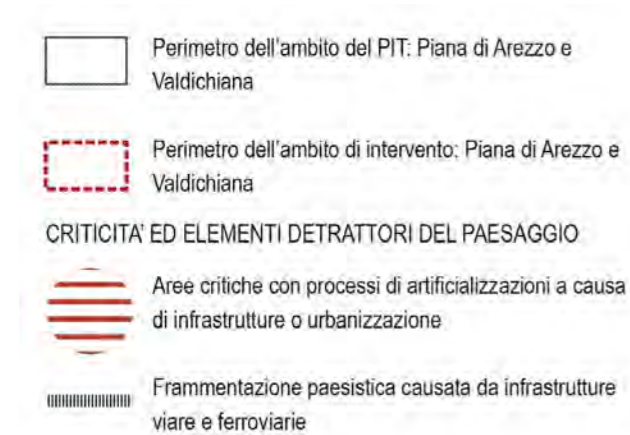 Perimetro dell'ambito del PIT: Piana di Arezzo e
Valdichiana
Perimetro dell'ambito di intervento: Piana di Arezzo e
Valdichiana
CRITICITA' ED ELEMENTI DETRATTORI DEL PAESAGGIO
Aree critiche con processi di artificializzazioni a causa
di infrastrutture o urbanizzazione
Frammentazione paesistica causata da infrastrutture
viare e ferroviarie